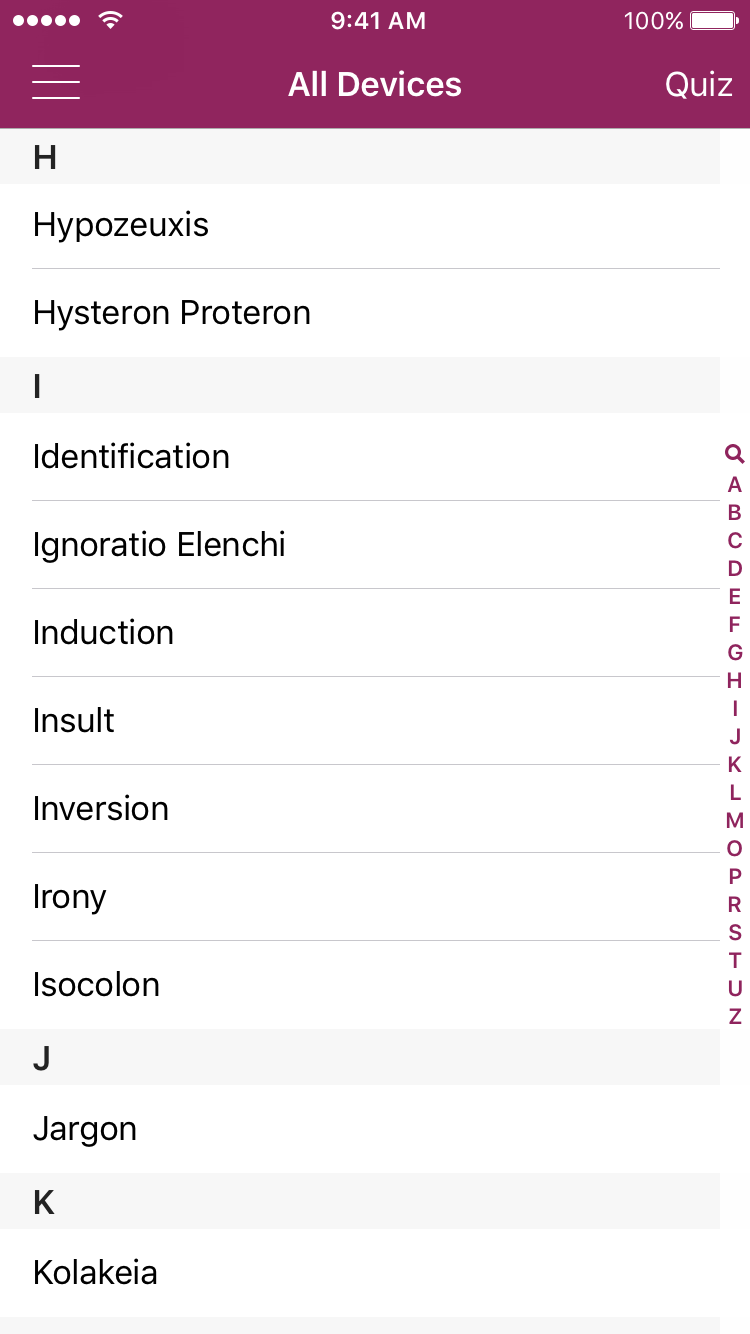 9:41 AM 100%
All Devices Quiz
H
Hypozeuxis
Hysteron Proteron
I
Identification
Ignoratio Elenchi
Induction
Insult
Inversion
Irony
Isocolon
J
Jargon
K
Kolakeia
A
B
C
D
E
F
G
H
I
J
K
L
M
O
P
R
S
T
U
Z